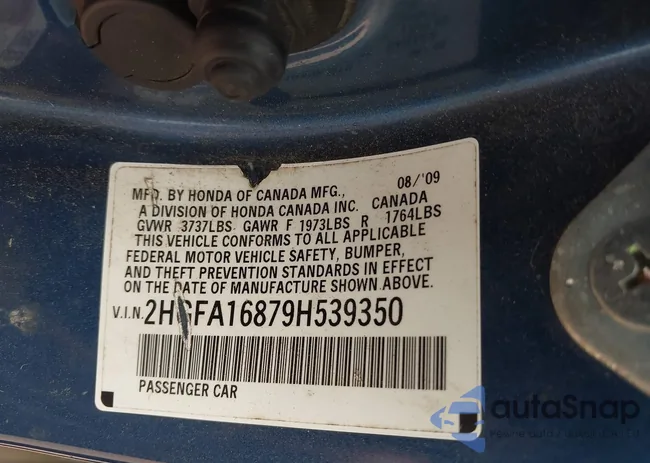 MFD. BY HONDA OF CANADA MFG., 08/'09
A DIVISION OF HONDA CANADA INC. CANADA
GVWR 3737LBS GAWR F 1973LBS R 1764LBS
THIS VEHICLE CONFORMS TO ALL APPLICABLE
FEDERAL MOTOR VEHICLE SAFETY, BUMPER,
AND THEFT PREVENTION STANDARDS IN EFFECT
ON THE DATE OF MANUFACTURE SHOWN ABOVE.
V.I.N. 2HGFA16879H539350
PASSENGER CAR
autoSnap